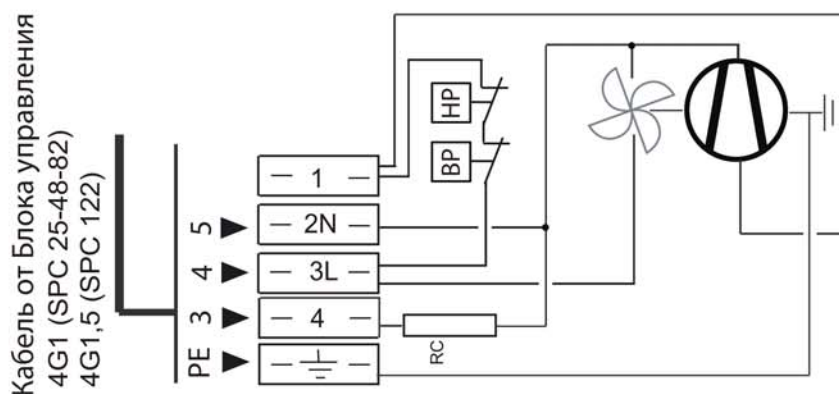 Кабель от Блока управления
4G1 (SPC 25-48-82)
4G1,5 (SPC 122)
5
4
3
PE
1
2N
3L
4
HP
BP
RC